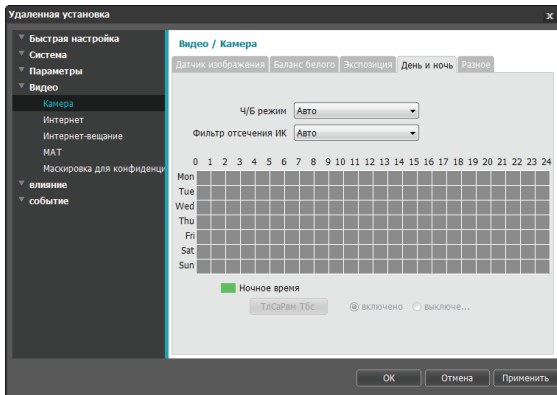 Удаленная установка
x
Быстрая настройка
Система
Параметры
Видео
Камера
Интернет
Интернет-вещание
MAT
Маскировка для конфиденци
влияние
событие
Видео / Камера
Датчик изображения Баланс белого Экспозиция День и ночь Разное
Ч/Б режим Авто
Фильтр отсечения ИК Авто
0 1 2 3 4 5 6 7 8 9 10 11 12 13 14 15 16 17 18 19 20 21 22 23 24
Mon
Tue
Wed
Thu
Fri
Sat
Sun
Ночное время
ТлСаРвн Тбс включено выключе...
OK Отмена Применить